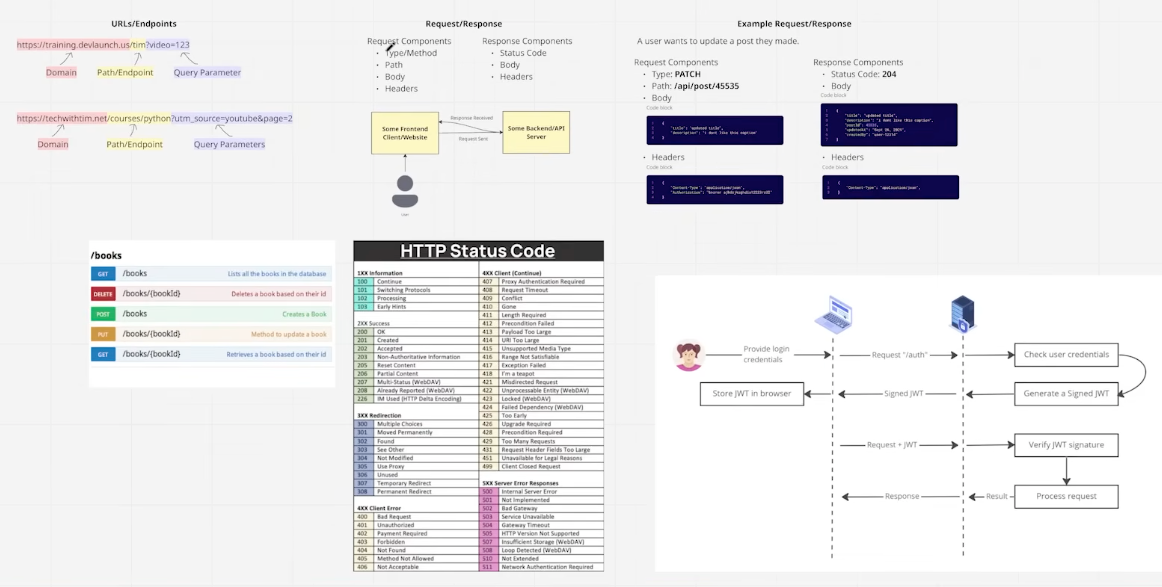 URLs/Endpoints
https://training.devlaunch.us/tim?video=123
Domain
Path/Endpoint
Query Parameter
https://techwithtim.net/courses/python?utm_source=youtube&page=2
Domain
Path/Endpoint
Query Parameters
Request/Response
Request Components
• Type/Method
• Path
• Body
• Headers
Response Components
• Status Code
• Body
• Headers
Some Frontend
Client/Website
Response Received
Request Sent
Some Backend/API
Server
User
Example Request/Response
A user wants to update a post they made.
Request Components
• Type: PATCH
• Path: /api/post/45535
• Body
Code block
{
"title": "updated title",
"description": "i dont like this caption"
}
• Headers
Code block
{
"Content-Type": "application/json",
}
Response Components
• Status Code: 204
• Body
Code block
{
"title": "updated title",
"description": "i dont like this caption",
}
• Headers
Code block
{
"Content-Type": "application/json",
}
/books
GET /books Lists all the books in the database
DELETE /books/{bookId} Deletes a book based on their id
POST /books Creates a Book
PUT /books/{bookId} Method to update a book
GET /books/{bookId} Retrieves a book based on their id
HTTP Status Code
1XX Information
100 Continue
101 Switching Protocols
102 Processing
103 Early Hints
2XX Success
200 OK
201 Created
202 Accepted
203 Non-Authoritative Information
205 Reset Content
206 Partial Content
207 Multi-Status (WebDAV)
208 Already Reported (WebDAV)
226 IM Used (HTTP Delta Encoding)
3XX Redirection
300 Multiple Choices
301 Moved Permanently
302 Found
303 See Other
304 Not Modified
305 Use Proxy
306 Unused
307 Temporary Redirect
308 Permanent Redirect
4XX Client Error
400 Bad Request
401 Unauthorized
402 Payment Required
403 Forbidden
404 Not Found
405 Method Not Allowed
406 Not Acceptable
4XX Client (Continue)
407 Proxy Authentication Required
408 Request Timeout
409 Conflict
410 Gone
411 Length Required
412 Precondition Failed
413 Payload Too Large
414 URI Too Large
415 Unsupported Media Type
416 Range Not Satisfiable
417 Exception Failed
418 I'm a teapot
421 Misdirected Request
422 Unprocessable Entity (WebDAV)
423 Locked (WebDAV)
424 Failed Dependency (WebDAV)
425 Too Early
426 Upgrade Required
428 Precondition Required
429 Too Many Requests
431 Request Header Fields Too Large
451 Unavailable for Legal Reasons
499 Client Closed Request
5XX Server Error Responses
500 Internal Server Error
501 Not Implemented
502 Bad Gateway
503 Service Unavailable
504 Gateway Timeout
505 HTTP Version Not Supported
507 Insufficient Storage (WebDAV)
508 Loop Detected (WebDAV)
510 Not Extended
511 Network Authentication Required
Provide login
credentials
Request "/auth"
Check user credentials
Store JWT in browser
Signed JWT
Generate a Signed JWT
Request + JWT
Verify JWT signature
Response
Result
Process request